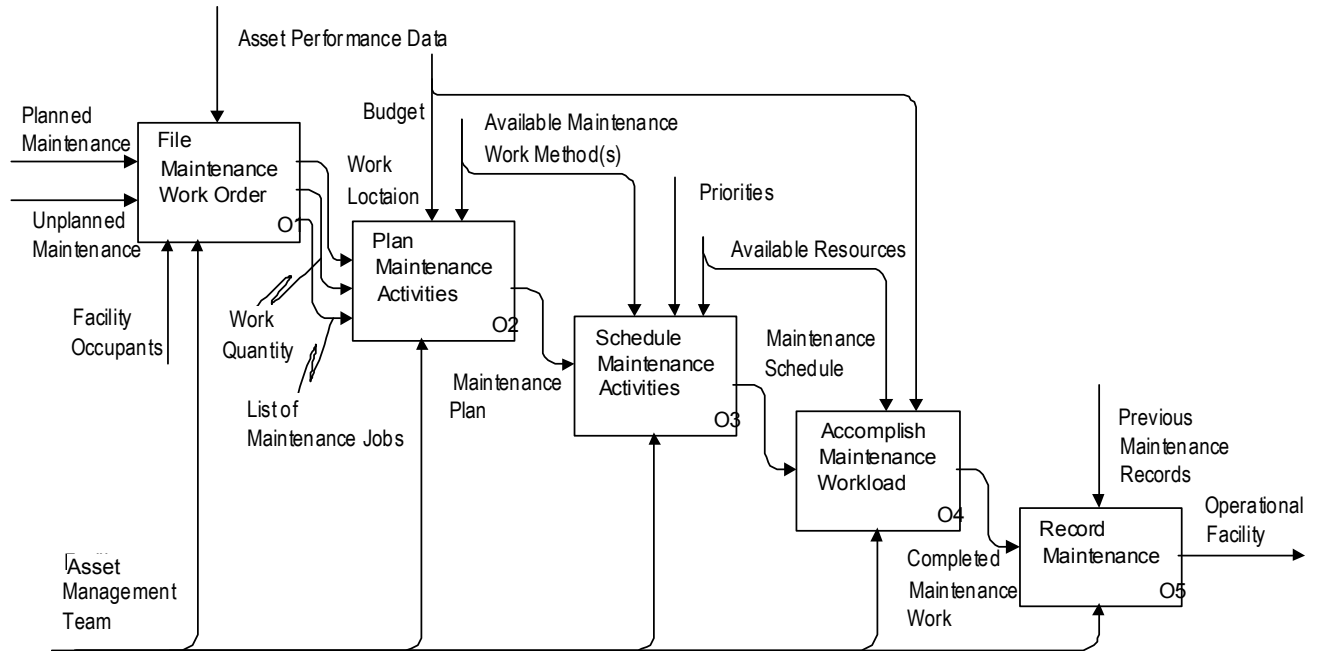 Asset Performance Data
Planned
Maintenance
Unplanned
Maintenance
File
Maintenance
Work Order
O1
Facility
Occupants
Budget
Work
Loctaion
Available Maintenance
Work Method(s)
Plan
Maintenance
Activities
O2
Work
Quantity
List of
Maintenance Jobs
Priorities
Available Resources
Maintenance
Plan
Schedule
Maintenance
Activities
O3
Maintenance
Schedule
Accomplish
Maintenance
Workload
O4
Previous
Maintenance
Records
Completed
Maintenance
Work
Record
Maintenance
O5
Operational
Facility
Asset
Management
Team